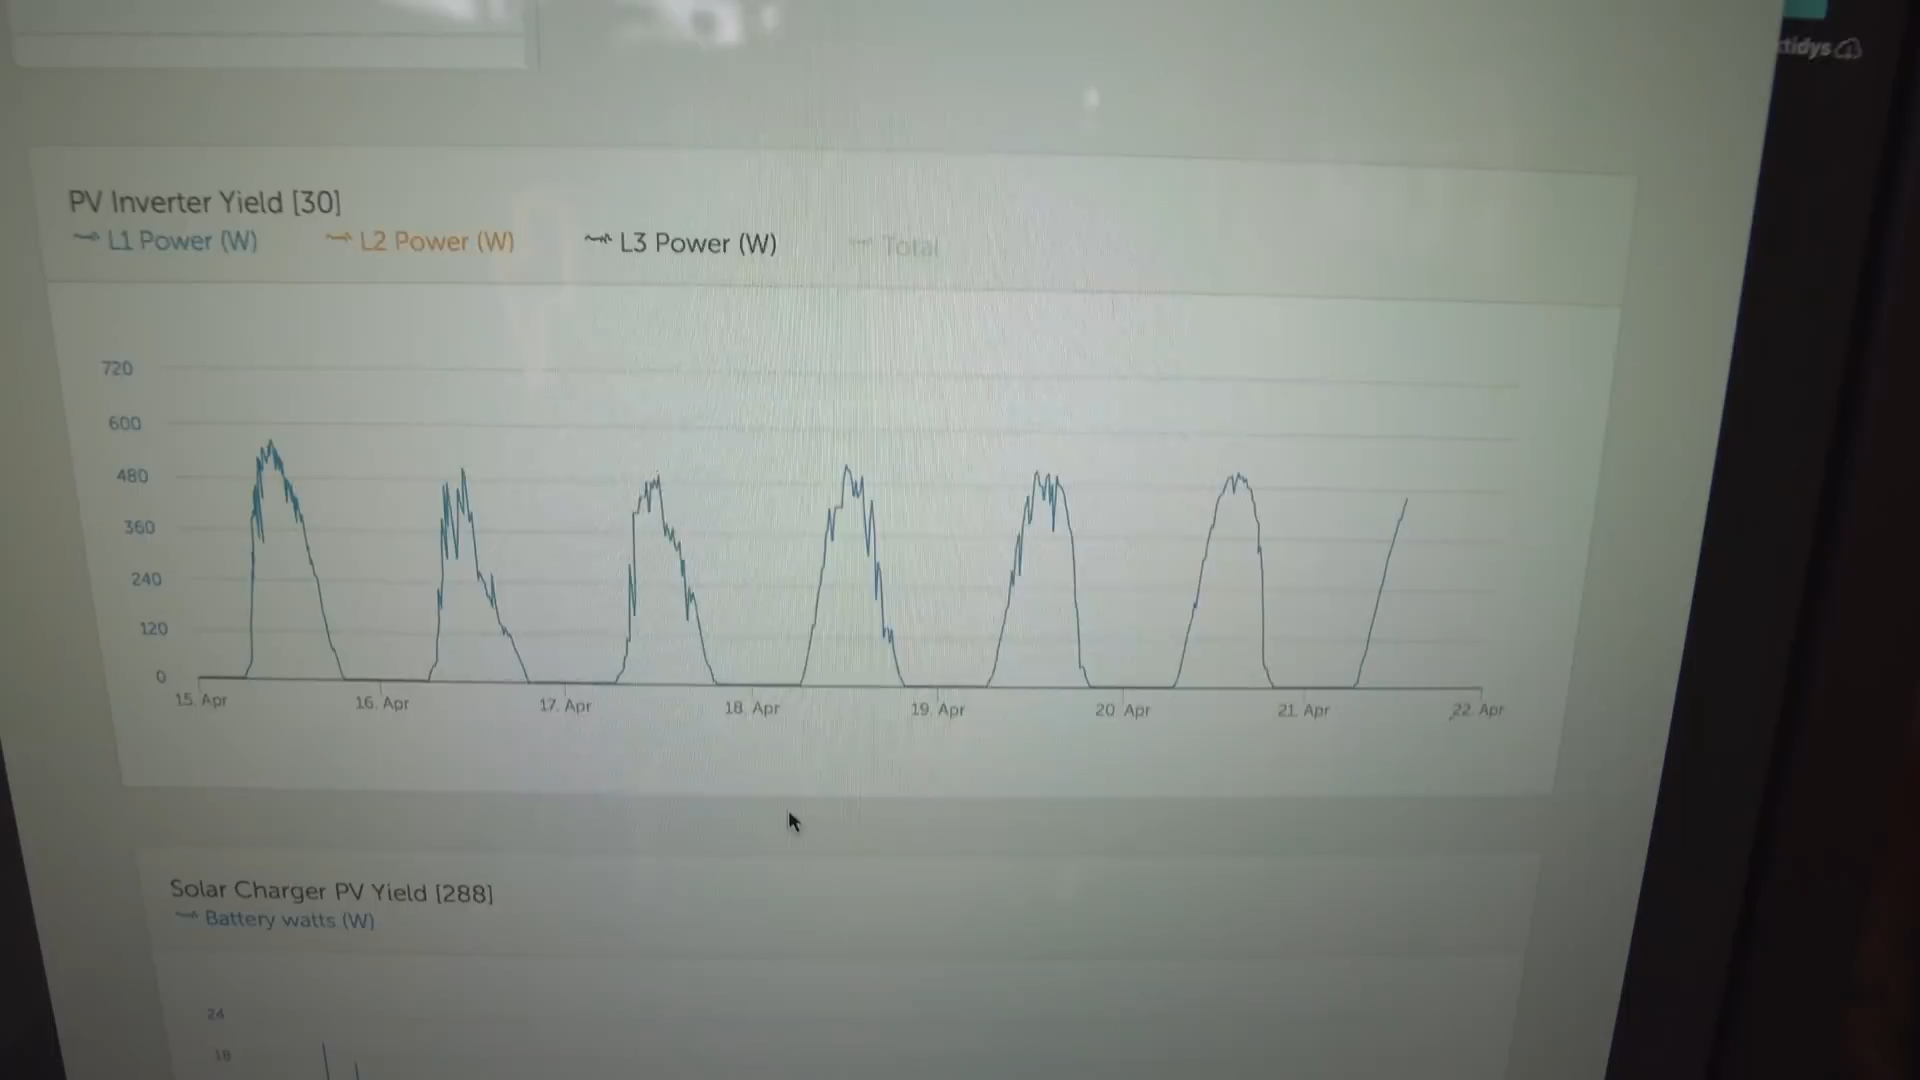 PV Inverter Yield [30]
L1 Power (W) L2 Power (W) L3 Power (W) Total
720
600
480
360
240
120
0
15. Apr 16. Apr 17. Apr 18. Apr 19. Apr 20. Apr 21. Apr 22. Apr
Solar Charger PV Yield [288]
Battery watts (W)
24
18